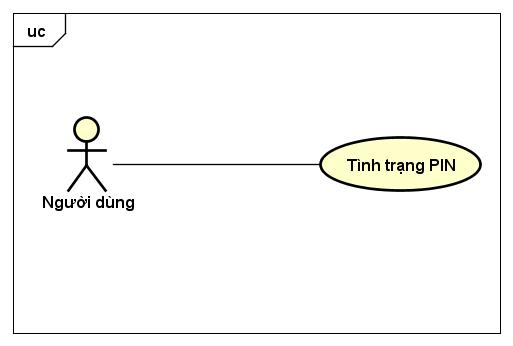 uc
Người dùng
Tình trạng PIN